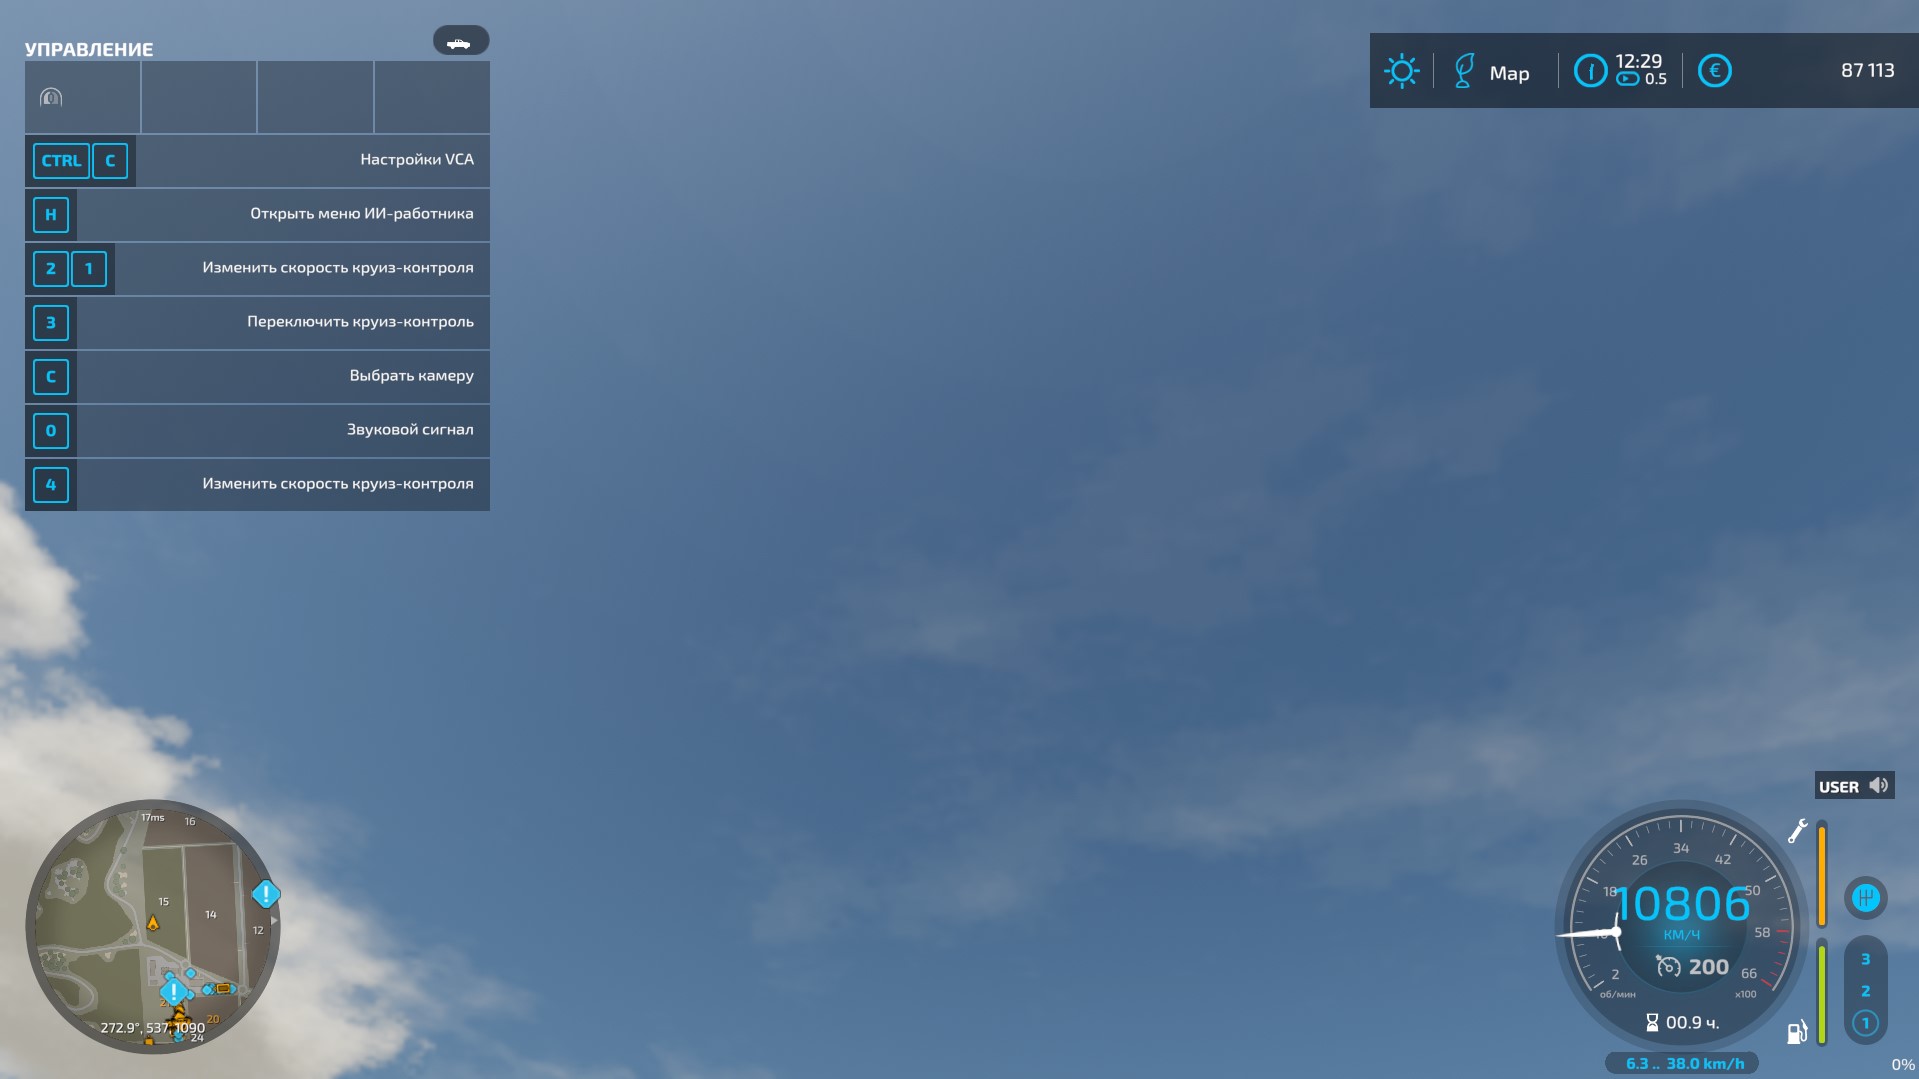 УПРАВЛЕНИЕ
CTRL C Настройки VCA
H Открыть меню ИИ-работника
2 1 Изменить скорость круиз-контроля
3 Переключить круиз-контроль
C Выбрать камеру
0 Звуковой сигнал
4 Изменить скорость круиз-контроля
Мар
12:29
0.5
€
87 113
17ms
16
15
14
12
20
272.9°, 537, 1090
24
USER
34
26
42
18
50
10806
58
КМ/Ч
200
2
66
об/мин
x100
00.9 ч.
6.3 .. 38.0 km/h
3
2
1
0%